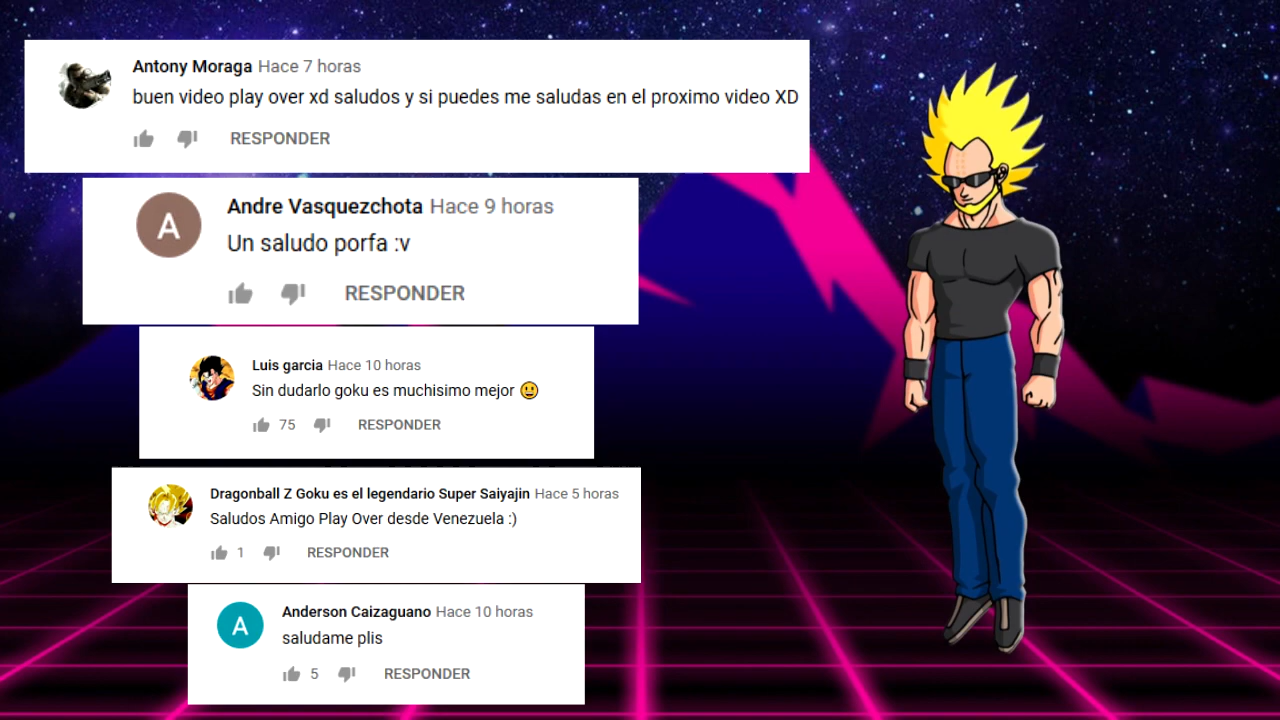 Antony Moraga Hace 7 horas
buen video play over xd saludos y si puedes me saludas en el proximo video XD
RESPONDER
A
Andre Vasquezchota Hace 9 horas
Un saludo porfa :v
RESPONDER
Luis garcia Hace 10 horas
Sin dudarlo goku es muchisimo mejor 😀
75 RESPONDER
Dragonball Z Goku es el legendario Super Saiyajin Hace 5 horas
Saludos Amigo Play Over desde Venezuela :)
1 RESPONDER
A
Anderson Caizaguano Hace 10 horas
saludame plis
5 RESPONDER